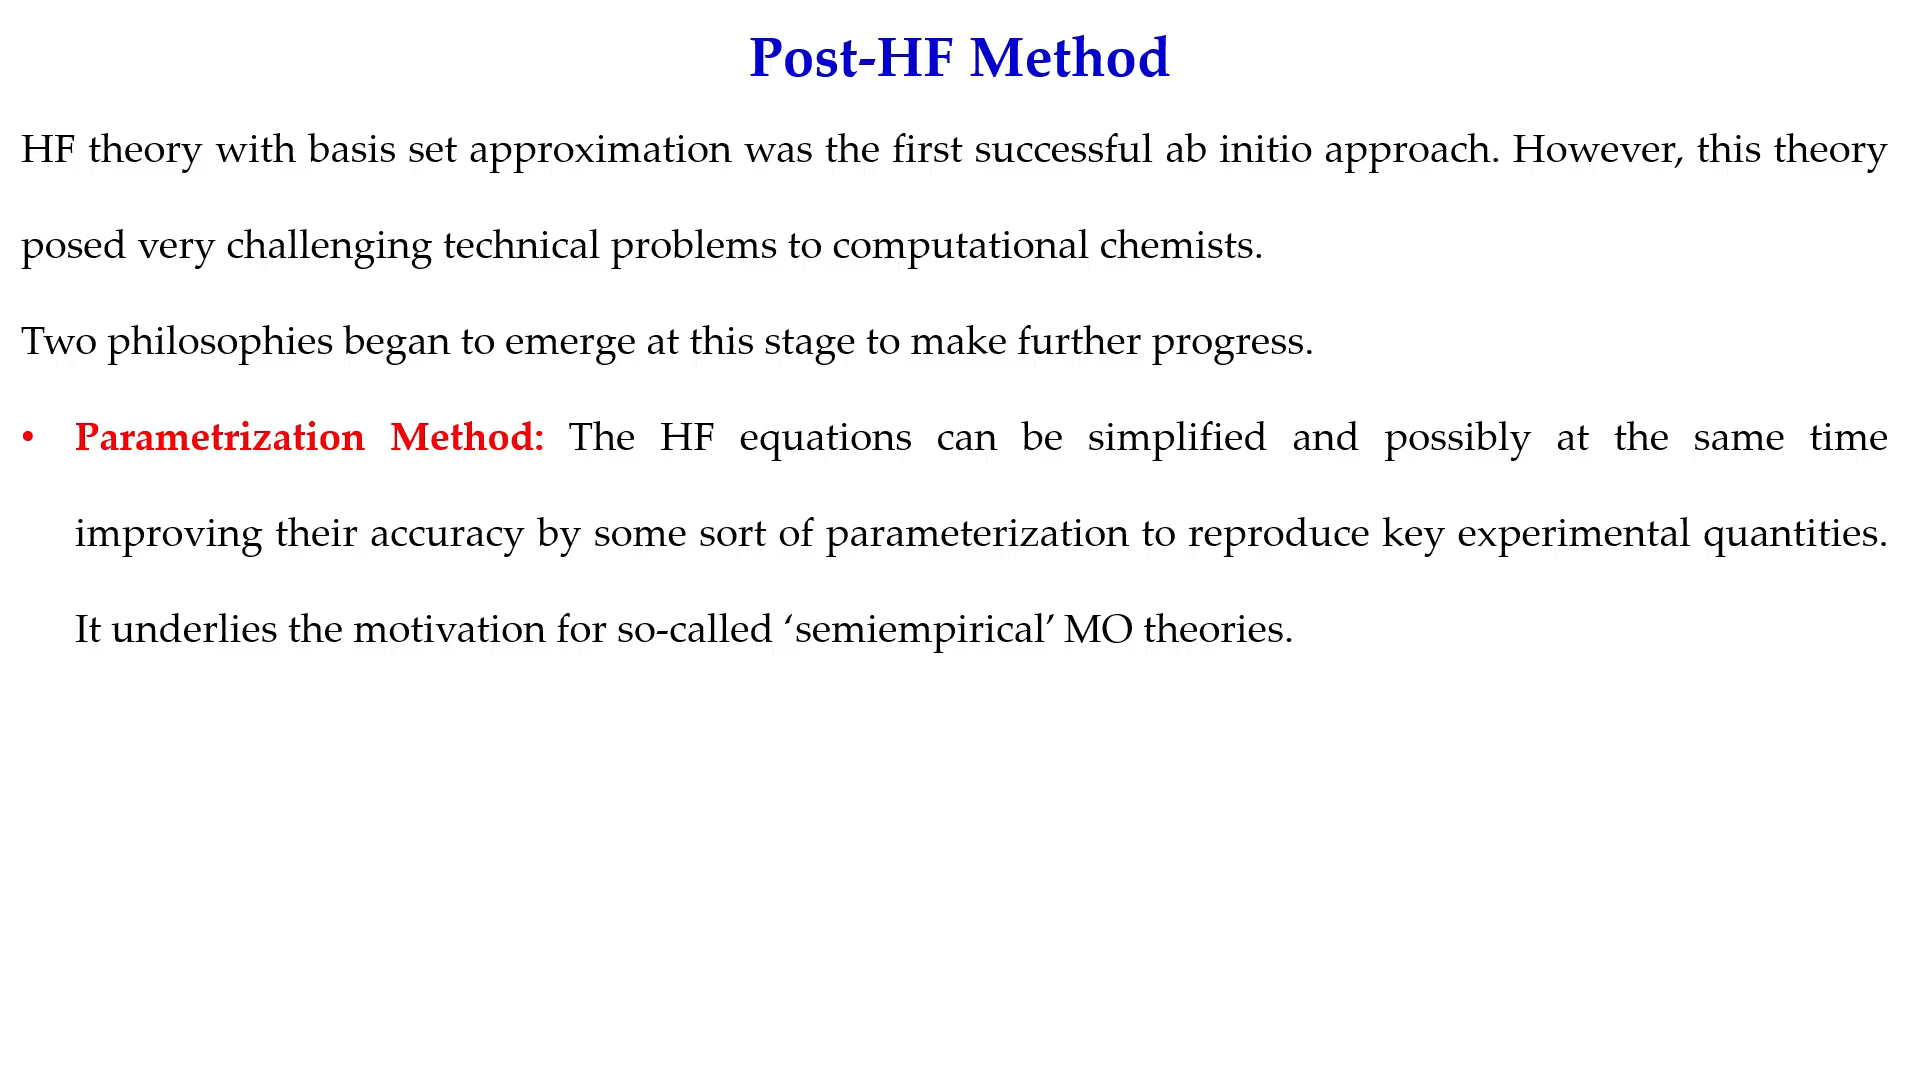 Post-HF Method
HF theory with basis set approximation was the first successful ab initio approach. However, this theory
posed very challenging technical problems to computational chemists.
Two philosophies began to emerge at this stage to make further progress.
• Parametrization Method: The HF equations can be simplified and possibly at the same time
improving their accuracy by some sort of parameterization to reproduce key experimental quantities.
It underlies the motivation for so-called ‘semiempirical’ MO theories.